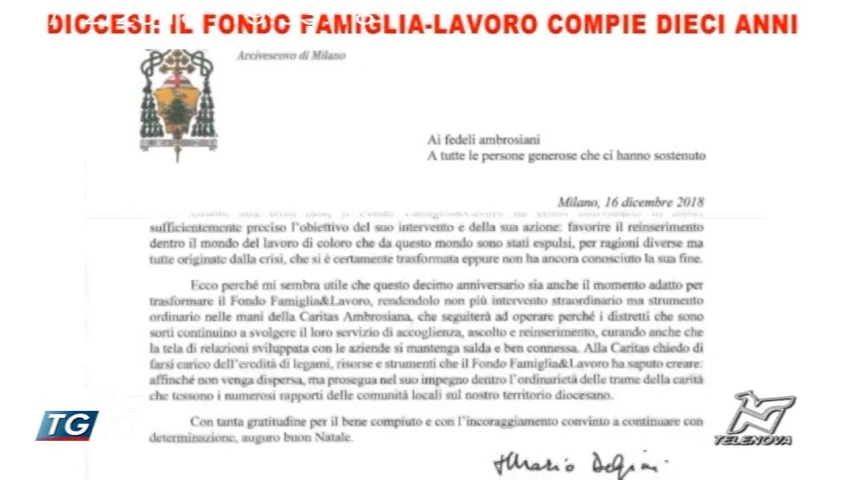 DIOCESI: IL FONDO FAMIGLIA-LAVORO COMPIE DIECI ANNI
Arcivescovo di Milano
Ai fedeli ambrosiani
A tutte le persone generose che ci hanno sostenuto
Milano, 16 dicembre 2018
sufficientemente preciso l'obiettivo del suo intervento e della sua azione: favorire il reinserimento
dentro il mondo del lavoro di coloro che da questo mondo sono stati espulsi, per ragioni diverse ma
tutte originate dalla crisi, che si è certamente trasformata eppure non ha ancora conosciuto la sua fine.
Ecco perché mi sembra utile che questo decimo anniversario sia anche il momento adatto per
trasformare il Fondo Famiglia&Lavoro, rendendolo non più intervento straordinario ma strumento
ordinario nelle mani della Caritas Ambrosiana, che seguiterà ad operare perché i distretti che sono
sorti continuino a svolgere il loro servizio di accoglienza, ascolto e reinserimento, curando anche che
la tela di relazioni sviluppata con le aziende si mantenga salda e ben connessa. Alla Caritas chiedo di
farsi carico dell'eredità di legami, risorse e strumenti che il Fondo Famiglia&Lavoro ha saputo creare:
affinché non venga dispersa, ma prosegua nel suo impegno dentro l'ordinarietà delle trame della carità
che tessono i numerosi rapporti delle comunità locali sul nostro territorio diocesano.
Con tanta gratitudine per il bene compiuto e con l'incoraggiamento convinto a continuare con
determinazione, auguro buon Natale.
+ Mario Delpini
TG
TELENOVA